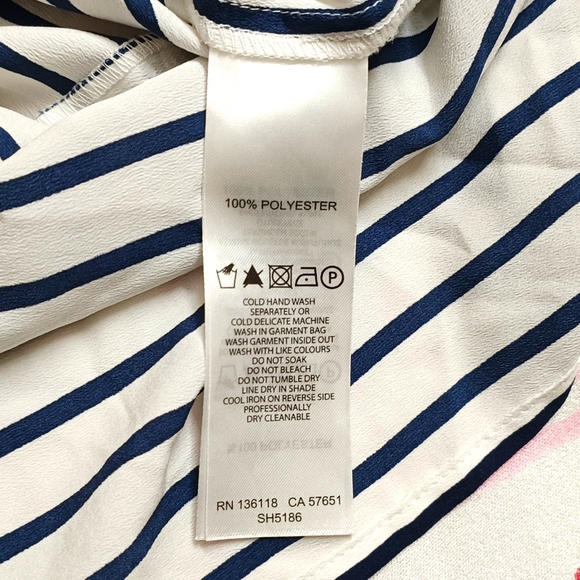 100% POLYESTER
P
COLD HAND WASH
SEPARATELY OR
COLD DELICATE MACHINE
WASH IN GARMENT BAG
WASH GARMENT INSIDE OUT
WASH WITH LIKE COLOURS
DO NOT SOAK
DO NOT BLEACH
DO NOT TUMBLE DRY
LINE DRY IN SHADE
COOL IRON ON REVERSE SIDE
PROFESSIONALLY
DRY CLEANABLE
RN 136118 CA 57651
SH5186